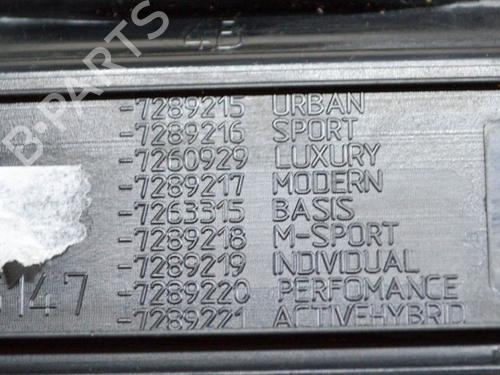 4B
-7289215 URBAN
-7289216 SPORT
-7260929 LUXURY
-7289217 MODERN
-7263315 BASIS
-7289218 M-SPORT
-7289219 INDIVIDUAL
-7289220 PERFOMANCE
-7289221 ACTIVEHYBRID
147
B-PARTS